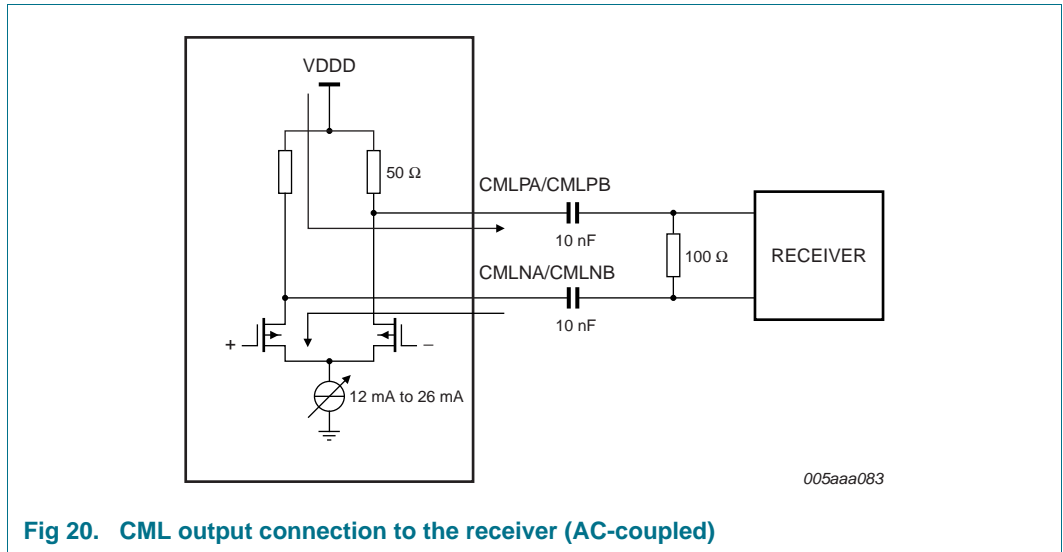 VDDD
50 Ω
CMLPA/CMLPB
10 nF
100 Ω
RECEIVER
CMLNA/CMLNB
10 nF
+
–
12 mA to 26 mA
005aaa083
Fig 20. CML output connection to the receiver (AC-coupled)